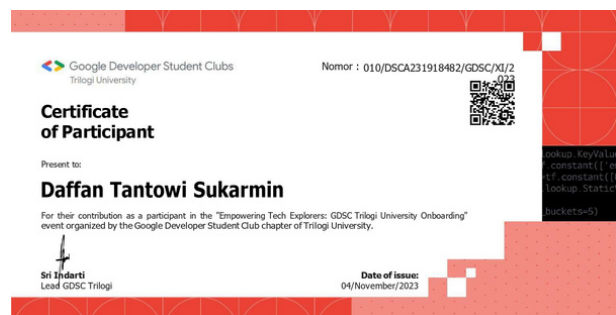 Google Developer Student Clubs
Trilogi University
Nomor : 010/DSCA231918482/GDSC/XI/2
023
Certificate
of Participant
Present to:
Daffan Tantowi Sukarmin
For their contribution as a participant in the "Empowering Tech Explorers: GDSC Trilogi University Onboarding"
event organized by the Google Developer Student Club chapter of Trilogi University.
Sri Indarti
Lead GDSC Trilogi
Date of issue:
04/November/2023
lookup.KeyValu
f.constant(['e
=tf.constant([
lookup.Static
_buckets=5)